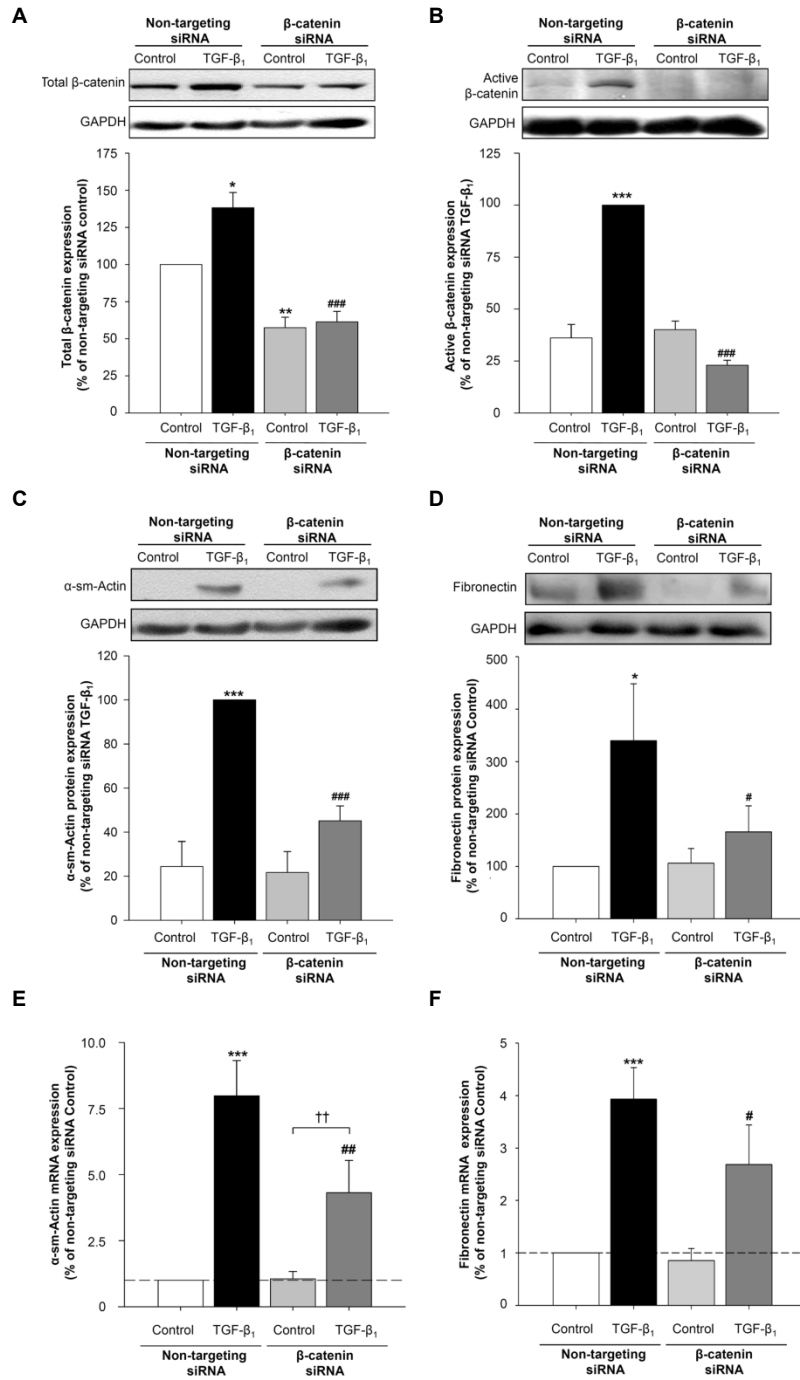 A
Non-targeting siRNA
β-catenin siRNA
Control TGF-β₁ Control TGF-β₁
Total β-catenin
GAPDH
Total β-catenin expression
(% of non-targeting siRNA control)
175
150
125
100
75
50
25
0
*
**
###
Control TGF-β₁ Control TGF-β₁
Non-targeting siRNA
β-catenin siRNA
B
Non-targeting siRNA
β-catenin siRNA
Control TGF-β₁ Control TGF-β₁
Active
β-catenin
GAPDH
Active β-catenin expression
(% of non-targeting siRNA TGF-β₁)
125
100
75
50
25
0
***
###
Control TGF-β₁ Control TGF-β₁
Non-targeting siRNA
β-catenin siRNA
C
Non-targeting siRNA
β-catenin siRNA
Control TGF-β₁ Control TGF-β₁
α-sm-Actin
GAPDH
α-sm-Actin protein expression
(% of non-targeting siRNA TGF-β₁)
120
100
80
60
40
20
0
***
###
Control TGF-β₁ Control TGF-β₁
Non-targeting siRNA
β-catenin siRNA
D
Non-targeting siRNA
β-catenin siRNA
Control TGF-β₁ Control TGF-β₁
Fibronectin
GAPDH
Fibronectin protein expression
(% of non-targeting siRNA Control)
500
400
300
200
100
0
*
#
Control TGF-β₁ Control TGF-β₁
Non-targeting siRNA
β-catenin siRNA
E
α-sm-Actin mRNA expression
(% of non-targeting siRNA Control)
10.0
7.5
5.0
2.5
1.0
0
***
††
##
Control TGF-β₁ Control TGF-β₁
Non-targeting siRNA
β-catenin siRNA
F
Fibronectin mRNA expression
(% of non-targeting siRNA Control)
5
4
3
2
1
0
***
#
Control TGF-β₁ Control TGF-β₁
Non-targeting siRNA
β-catenin siRNA